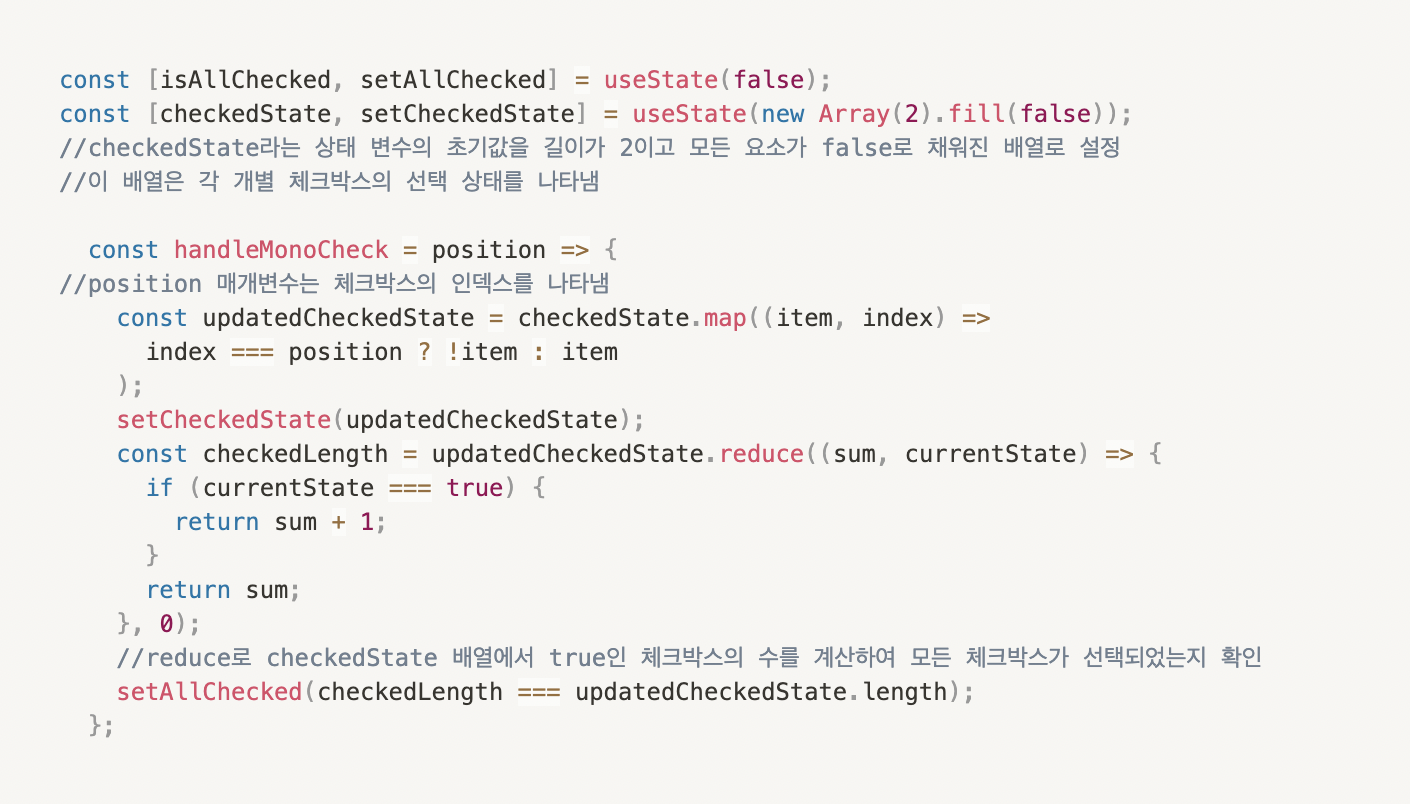 const [isAllChecked, setAllChecked] = useState(false);
const [checkedState, setCheckedState] = useState(new Array(2).fill(false));
//checkedState라는 상태 변수의 초기값을 길이가 2이고 모든 요소가 false로 채워진 배열로 설정
//이 배열은 각 개별 체크박스의 선택 상태를 나타냄
  const handleMonoCheck = position => {
//position 매개변수는 체크박스의 인덱스를 나타냄
    const updatedCheckedState = checkedState.map((item, index) =>
      index === position ? !item : item
    );
    setCheckedState(updatedCheckedState);
    const checkedLength = updatedCheckedState.reduce((sum, currentState) => {
      if (currentState === true) {
        return sum + 1;
      }
      return sum;
    }, 0);
    //reduce로 checkedState 배열에서 true인 체크박스의 수를 계산하여 모든 체크박스가 선택되었는지 확인
    setAllChecked(checkedLength === updatedCheckedState.length);
  };